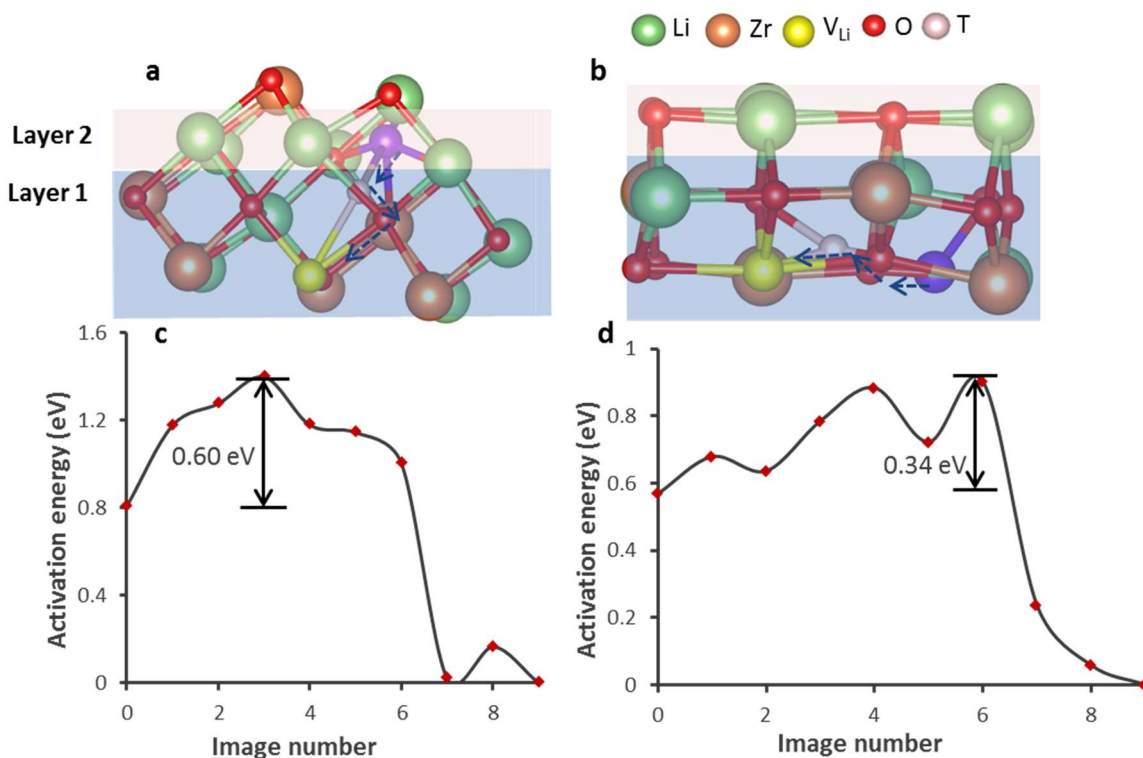 Li Zr V_Li O T
a b
Layer 2
Layer 1
c
1.6
1.2
0.8
0.4
0
0 2 4 6 8
0.60 eV
Activation energy (eV)
Image number
d
1
0.8
0.6
0.4
0.2
0
0 2 4 6 8
0.34 eV
Activation energy (eV)
Image number